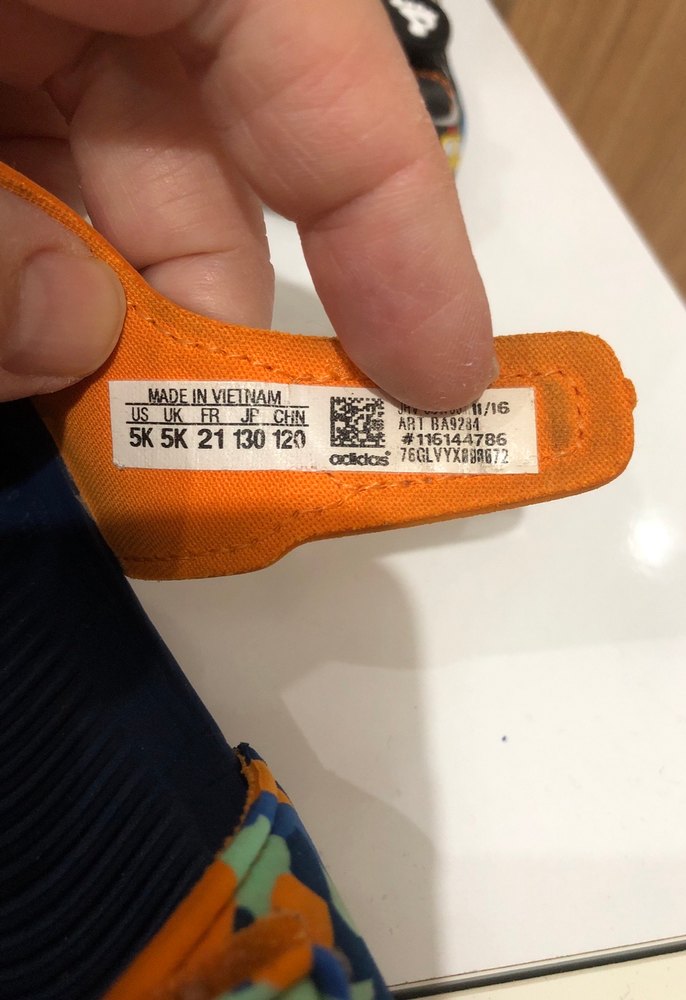 MADE IN VIETNAM
US UK FR JP CHN
5K 5K 21 130 120
adidas
11/16
ART BA9284
#116144786